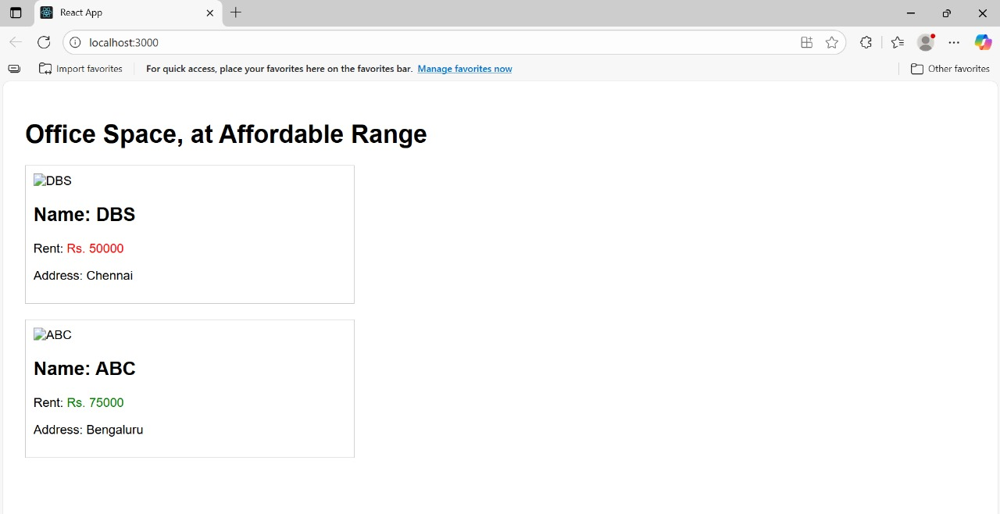 React App
localhost:3000
Import favorites
For quick access, place your favorites here on the favorites bar. Manage favorites now
Other favorites
Office Space, at Affordable Range
DBS
Name: DBS
Rent: Rs. 50000
Address: Chennai
ABC
Name: ABC
Rent: Rs. 75000
Address: Bengaluru